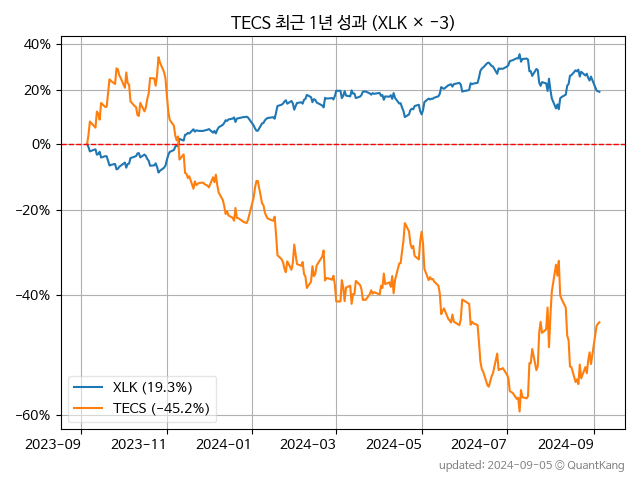 TECS 최근 1년 성과 (XLK × −3)
40%
20%
0%
−20%
−40%
−60%
XLK (19.3%)
TECS (−45.2%)
2023-09 2023-11 2024-01 2024-03 2024-05 2024-07 2024-09
updated: 2024-09-05 © QuantKang